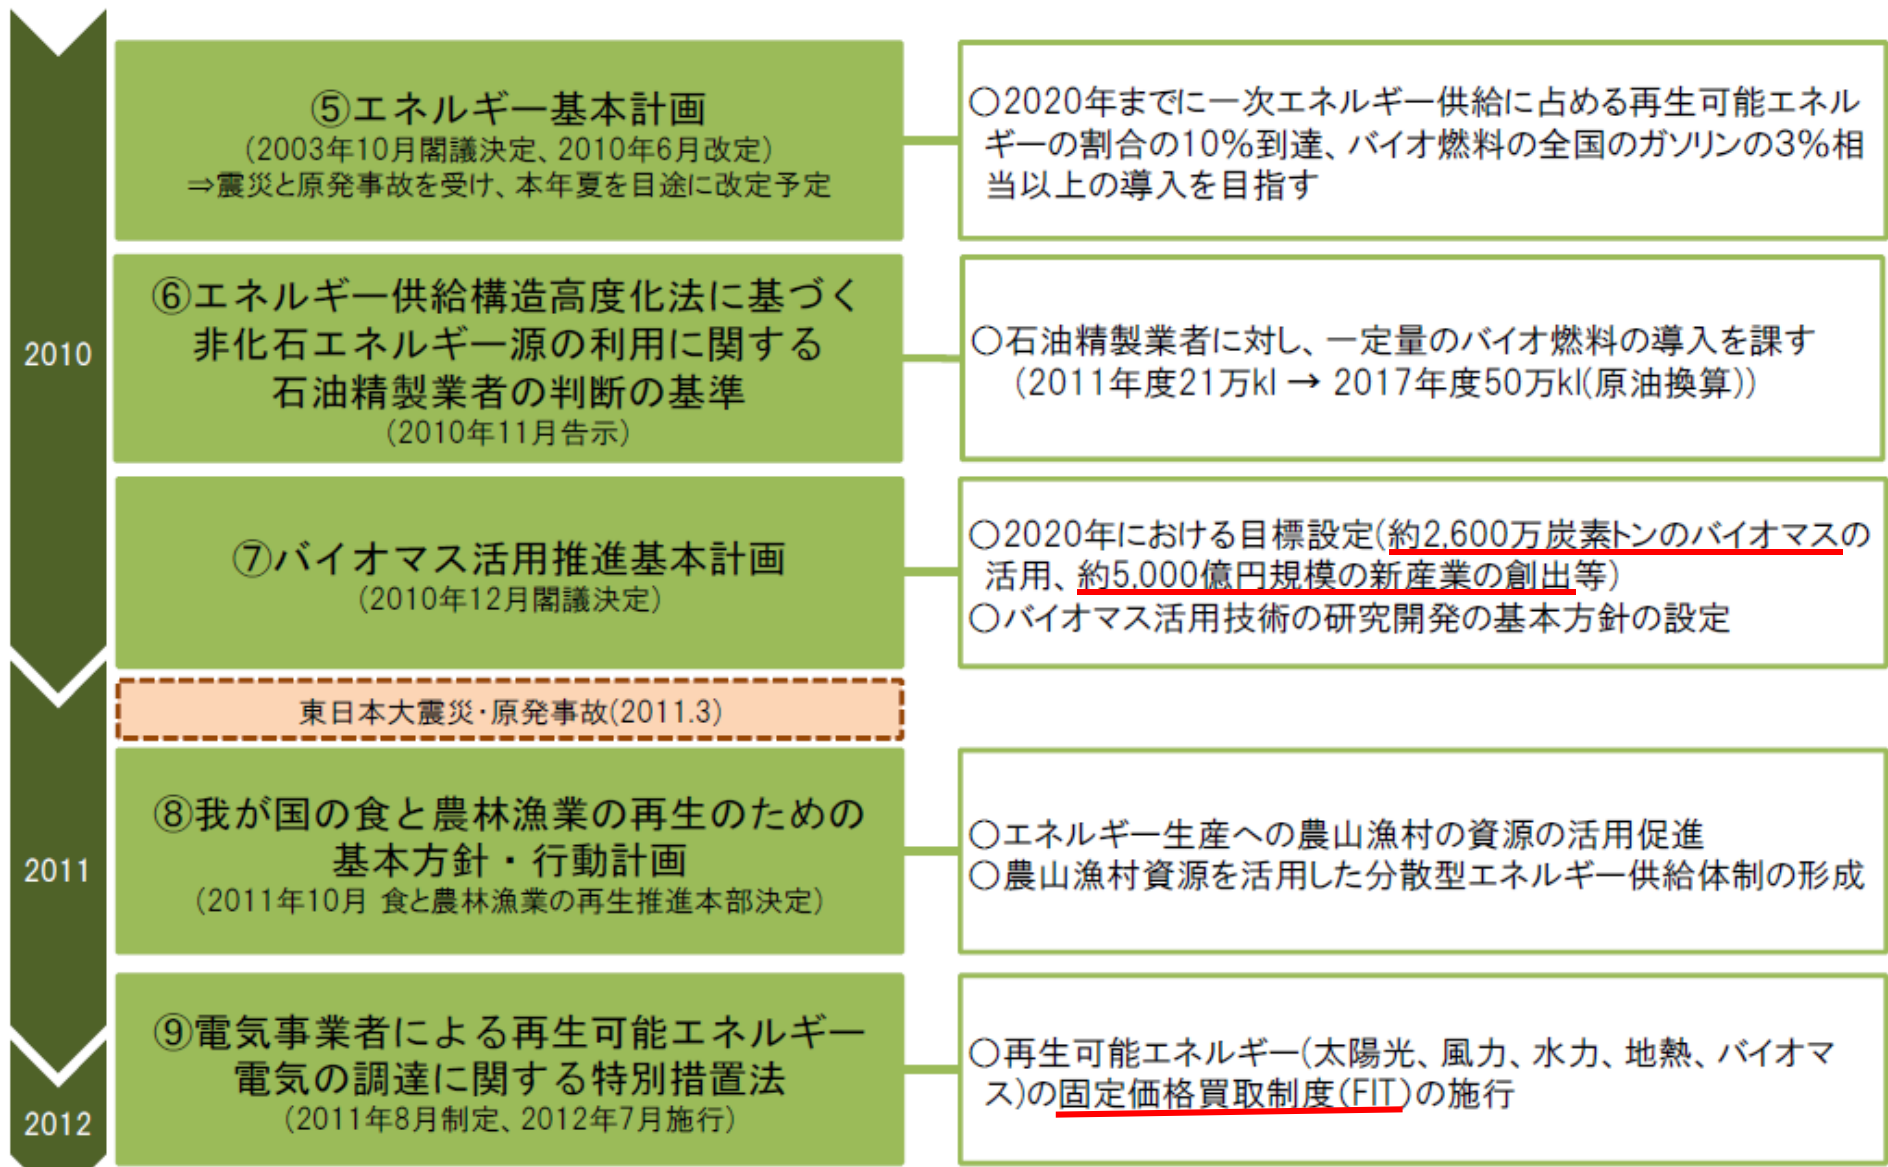 ⑤エネルギー基本計画
(2003年10月閣議決定、2010年6月改定)
⇒震災と原発事故を受け、本年夏を目途に改定予定
○2020年までに一次エネルギー供給に占める再生可能エネル
ギーの割合の10%到達、バイオ燃料の全国のガソリンの3%相
当以上の導入を目指す
2010
⑥エネルギー供給構造高度化法に基づく
非化石エネルギー源の利用に関する
石油精製業者の判断の基準
(2010年11月告示)
○石油精製業者に対し、一定量のバイオ燃料の導入を課す
(2011年度21万kl → 2017年度50万kl(原油換算))
⑦バイオマス活用推進基本計画
(2010年12月閣議決定)
○2020年における目標設定(約2,600万炭素トンのバイオマスの
活用、約5,000億円規模の新産業の創出等)
○バイオマス活用技術の研究開発の基本方針の設定
東日本大震災・原発事故(2011.3)
2011
⑧我が国の食と農林漁業の再生のための
基本方針・行動計画
(2011年10月 食と農林漁業の再生推進本部決定)
○エネルギー生産への農山漁村の資源の活用促進
○農山漁村資源を活用した分散型エネルギー供給体制の形成
⑨電気事業者による再生可能エネルギー
電気の調達に関する特別措置法
(2011年8月制定、2012年7月施行)
○再生可能エネルギー(太陽光、風力、水力、地熱、バイオマ
ス)の固定価格買取制度(FIT)の施行
2012